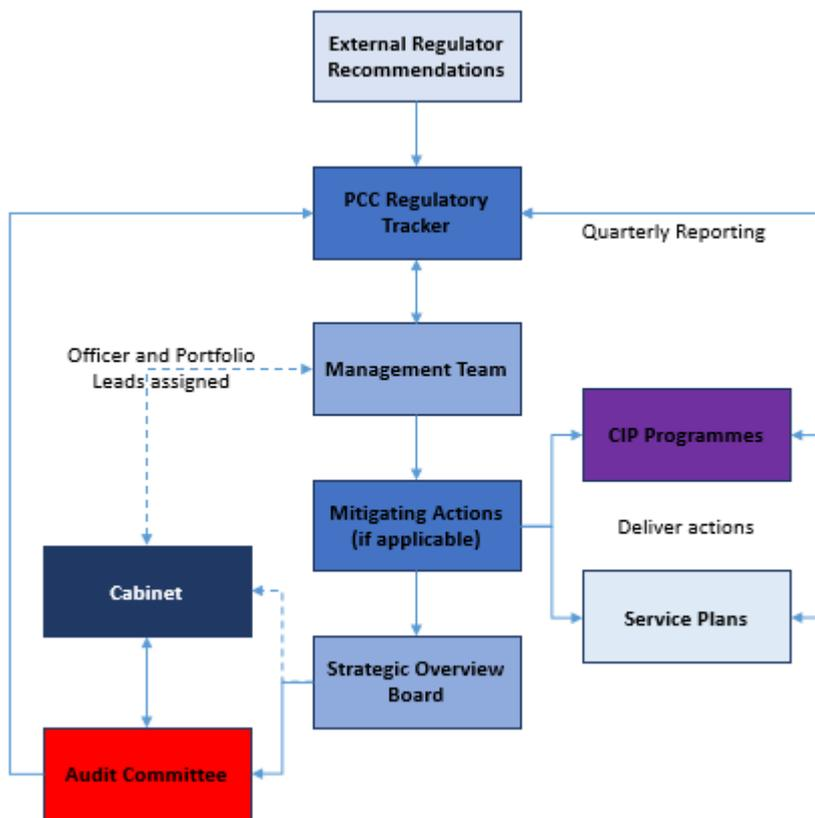 External Regulator
Recommendations
PCC Regulatory
Tracker
Quarterly Reporting
Officer and Portfolio
Leads assigned
Management Team
CIP Programmes
Mitigating Actions
(if applicable)
Deliver actions
Cabinet
Service Plans
Strategic Overview
Board
Audit Committee